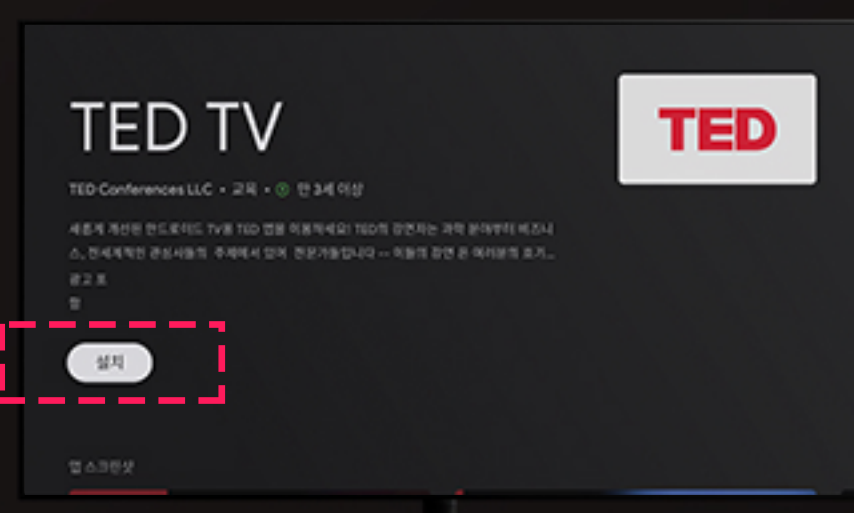 TED TV
TED
TED Conferences LLC • 교육 • 만 3세 이상
새롭게 개선된 안드로이드 TV용 TED 앱을 이용하세요! TED의 강연자는 과학 분야부터 비즈니
스, 전세계적인 관심사들의 주제에서 있어 전문가들입니다 -- 이들의 강연 은 여러분의 호기...
광고 포
함
설치
앱 스크린샷